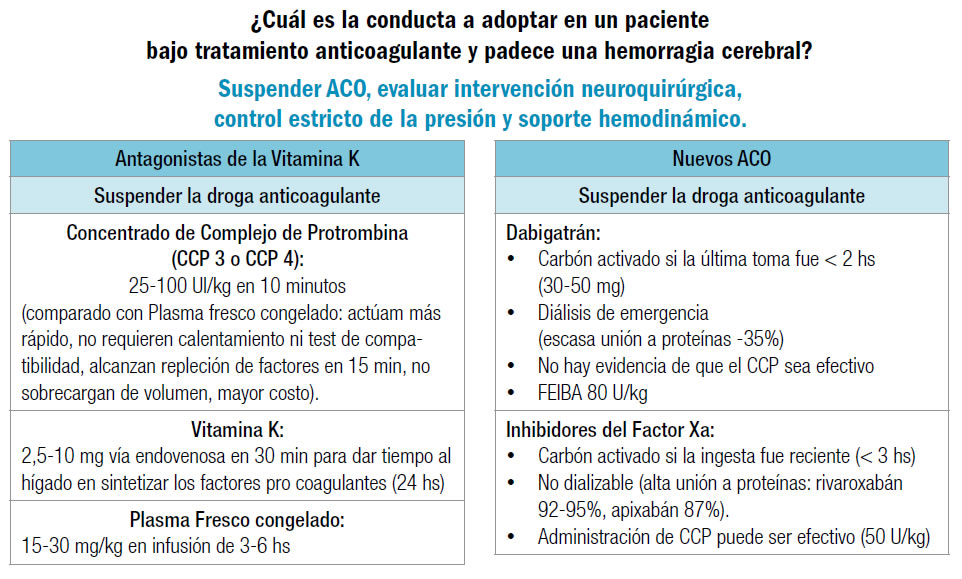 ¿Cuál es la conducta a adoptar en un paciente
bajo tratamiento anticoagulante y padece una hemorragia cerebral?
Suspender ACO, evaluar intervención neuroquirúrgica,
control estricto de la presión y soporte hemodinámico.
Antagonistas de la Vitamina K
Suspender la droga anticoagulante
Concentrado de Complejo de Protrombina
(CCP 3 o CCP 4):
25-100 UI/kg en 10 minutos
(comparado con Plasma fresco congelado: actúam más
rápido, no requieren calentamiento ni test de compa-
tibilidad, alcanzan repleción de factores en 15 min, no
sobrecargan de volumen, mayor costo).
Vitamina K:
2,5-10 mg vía endovenosa en 30 min para dar tiempo al
hígado en sintetizar los factores pro coagulantes (24 hs)
Plasma Fresco congelado:
15-30 mg/kg en infusión de 3-6 hs
Nuevos ACO
Suspender la droga anticoagulante
Dabigatrán:
• Carbón activado si la última toma fue < 2 hs
(30-50 mg)
• Diálisis de emergencia
(escasa unión a proteínas -35%)
• No hay evidencia de que el CCP sea efectivo
• FEIBA 80 U/kg
Inhibidores del Factor Xa:
• Carbón activado si la ingesta fue reciente (< 3 hs)
• No dializable (alta unión a proteínas: rivaroxabán
92-95%, apixabán 87%).
• Administración de CCP puede ser efectivo (50 U/kg)